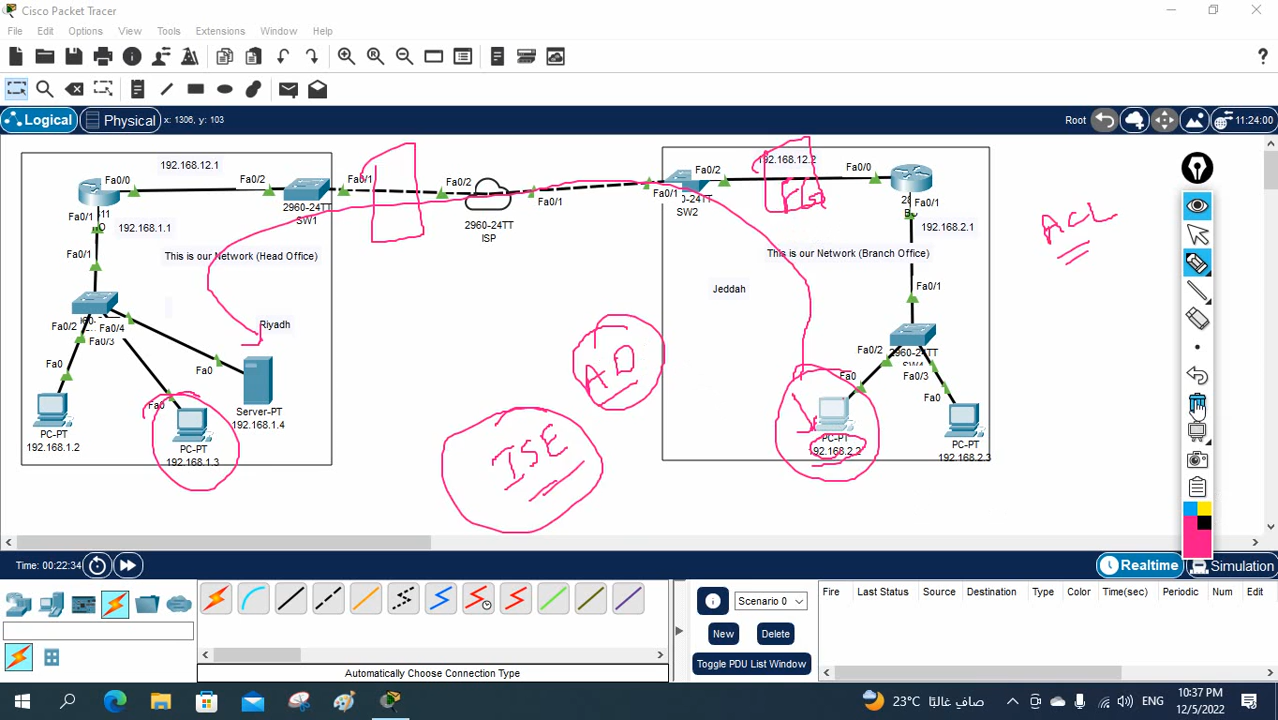 Cisco Packet Tracer
File Edit Options View Tools Extensions Window Help
Logical Physical x: 1306, y: 103 Root 11:24:00
192.168.12.1 192.168.12.2
Fa0/0 Fa0/2 Fa0/1 Fa0/2 Fa0/1 Fa0/2 Fa0/0
Fa0/1 2960-24TT SW1 2960-24TT ISP Fa0/1 SW2 Fa0/1
192.168.1.1 192.168.2.1
ACL
This is our Network (Head Office) This is our Network (Branch Office)
Fa0/1 Jeddah Fa0/1
Riyadh
Fa0/2 Fa0/4 Fa0/3 2960-24TT SW4
AD
Fa0/2 Fa0/3
Fa0 Fa0 Fa0 Fa0 Fa0
Server-PT
192.168.1.4
PC-PT
192.168.1.2
PC-PT
192.168.1.3
PC-PT
192.168.2.2
PC-PT
192.168.2.3
ISE
Time: 00:22:34 Realtime Simulation
Scenario 0 Fire Last Status Source Destination Type Color Time(sec) Periodic Num Edit
New Delete
Toggle PDU List Window
Automatically Choose Connection Type
23°C صافٍ غالبًا ENG 10:37 PM
12/5/2022